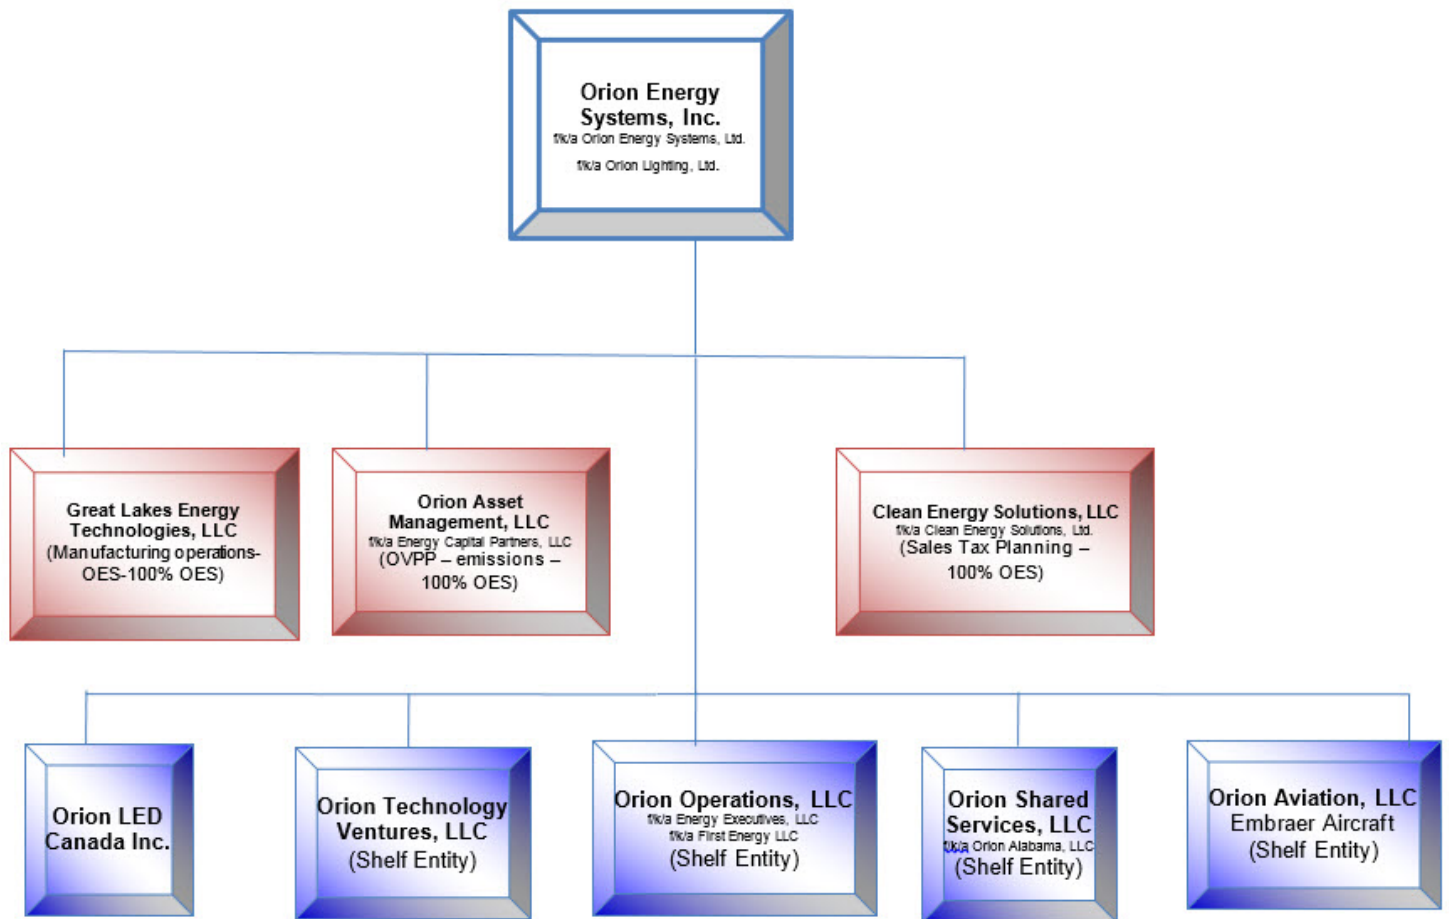 Orion Energy
Systems, Inc.
f/k/a Orion Energy Systems, Ltd.
f/k/a Orion Lighting, Ltd.
Great Lakes Energy
Technologies, LLC
(Manufacturing operations-
OES-100% OES)
Orion Asset
Management, LLC
f/k/a Energy Capital Partners, LLC
(OVPP – emissions –
100% OES)
Clean Energy Solutions, LLC
f/k/a Clean Energy Solutions, Ltd.
(Sales Tax Planning –
100% OES)
Orion LED
Canada Inc.
Orion Technology
Ventures, LLC
(Shelf Entity)
Orion Operations, LLC
f/k/a Energy Executives, LLC
f/k/a First Energy LLC
(Shelf Entity)
Orion Shared
Services, LLC
f/k/a Orion Alabama, LLC
(Shelf Entity)
Orion Aviation, LLC
Embraer Aircraft
(Shelf Entity)